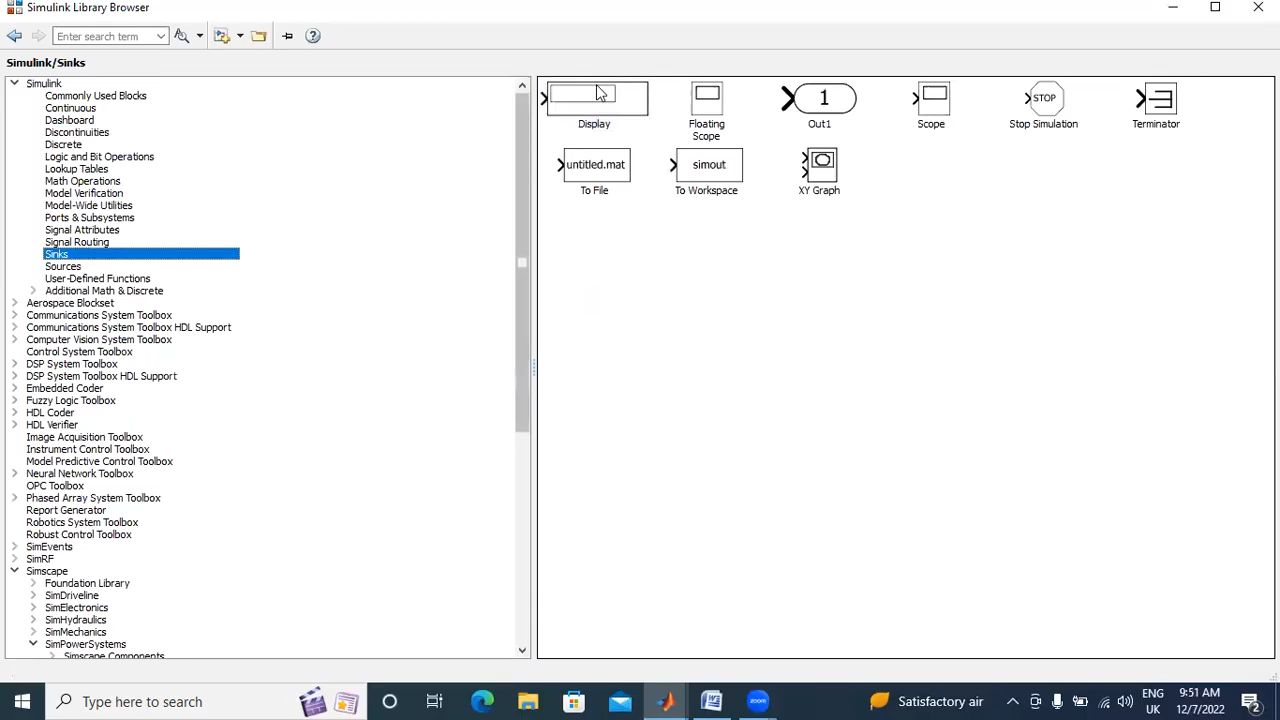 Simulink Library Browser
Enter search term
Simulink/Sinks
Simulink
Commonly Used Blocks
Continuous
Dashboard
Discontinuities
Discrete
Logic and Bit Operations
Lookup Tables
Math Operations
Model Verification
Model-Wide Utilities
Ports & Subsystems
Signal Attributes
Signal Routing
Sinks
Sources
User-Defined Functions
Additional Math & Discrete
Aerospace Blockset
Communications System Toolbox
Communications System Toolbox HDL Support
Computer Vision System Toolbox
Control System Toolbox
DSP System Toolbox
DSP System Toolbox HDL Support
Embedded Coder
Fuzzy Logic Toolbox
HDL Coder
HDL Verifier
Image Acquisition Toolbox
Instrument Control Toolbox
Model Predictive Control Toolbox
Neural Network Toolbox
OPC Toolbox
Phased Array System Toolbox
Report Generator
Robotics System Toolbox
Robust Control Toolbox
SimEvents
SimRF
Simscape
Foundation Library
SimDriveline
SimElectronics
SimHydraulics
SimMechanics
SimPowerSystems
Simscape Components
1
STOP
Display
Floating
Scope
Out1
Scope
Stop Simulation
Terminator
untitled.mat
simout
To File
To Workspace
XY Graph
Type here to search
Satisfactory air
ENG
UK
9:51 AM
12/7/2022
2